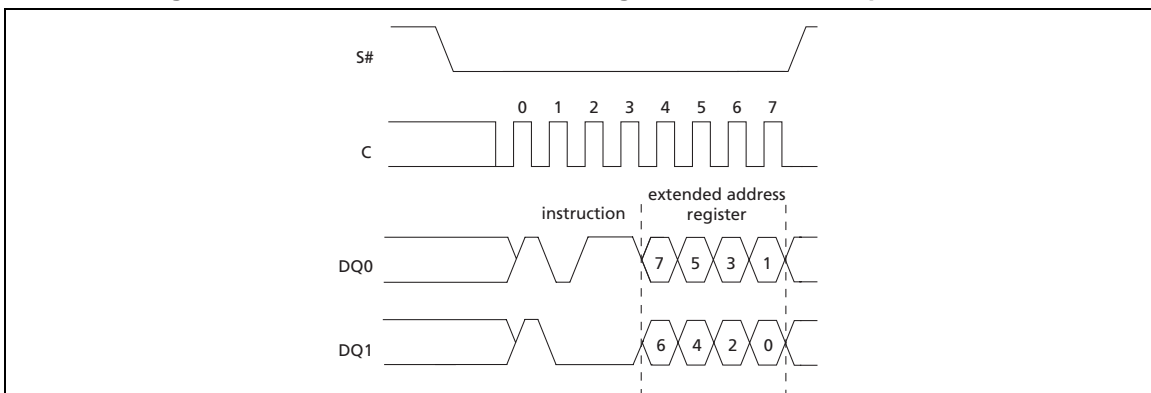 S#
0 1 2 3 4 5 6 7
C
extended address
instruction register
DQ0 7 5 3 1
DQ1 6 4 2 0